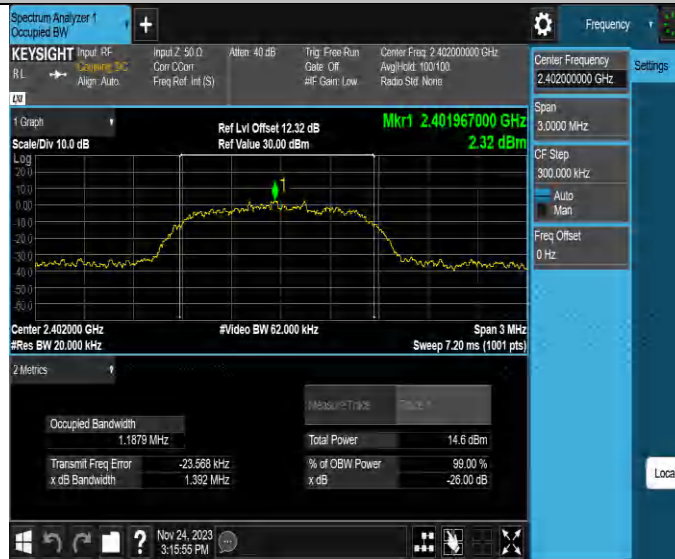 Spectrum Analyzer 1
Occupied BW
+
Frequency
KEYSIGHT Input: RF
R L
Coupling: DC
Align: Auto
Input Z: 50 Ω
Corr CCorr
Freq Ref: Int (S)
Atten: 40 dB
Trig: Free Run
Gate: Off
#IF Gain: Low
Center Freq: 2.402000000 GHz
Avg|Hold: 100/100
Radio Std: None
LXI
1 Graph
Scale/Div 10.0 dB
Ref Lvl Offset 12.32 dB
Ref Value 30.00 dBm
Mkr1 2.401967000 GHz
2.32 dBm
Log
20.0
10.0
0.00
-10.0
-20.0
-30.0
-40.0
-50.0
-60.0
1
Center 2.402000 GHz
#Res BW 20.000 kHz
#Video BW 62.000 kHz
Span 3 MHz
Sweep 7.20 ms (1001 pts)
2 Metrics
Measure Trace
Trace 1
Occupied Bandwidth
1.1879 MHz
Total Power
14.6 dBm
Transmit Freq Error
-23.568 kHz
% of OBW Power
99.00 %
x dB Bandwidth
1.392 MHz
x dB
-26.00 dB
Center Frequency
2.402000000 GHz
Settings
Span
3.0000 MHz
CF Step
300.000 kHz
Auto
Man
Freq Offset
0 Hz
Loca
?
Nov 24, 2023
3:15:55 PM